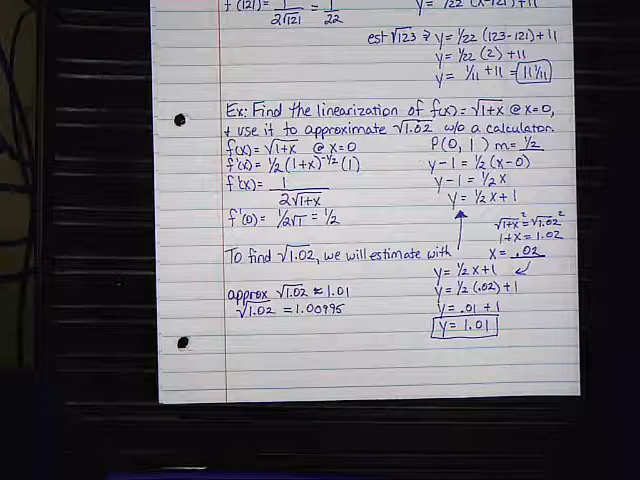 f'(121) = 1/(2√121) = 1/22
y = 1/22 (x-121)+11
est √123 → y = 1/22 (123-121)+11
y = 1/22 (2) + 11
y = 1/11 + 11 = 11 1/11
Ex: Find the linearization of f(x) = √1+x @ x=0,
+ use it to approximate √1.02 w/o a calculator.
f(x) = √1+x @ x=0
P(0, 1) m = 1/2
f'(x) = 1/2 (1+x)^-1/2 (1)
y-1 = 1/2 (x-0)
f'(x) = 1/(2√1+x)
y-1 = 1/2 x
y = 1/2 x + 1
f'(0) = 1/2√1 = 1/2
√1+x² = √1.02²
1+x = 1.02
x = .02
To find √1.02, we will estimate with
y = 1/2 x + 1
approx √1.02 ≈ 1.01
y = 1/2 (.02) + 1
√1.02 = 1.00995
y = .01 + 1
y = 1.01